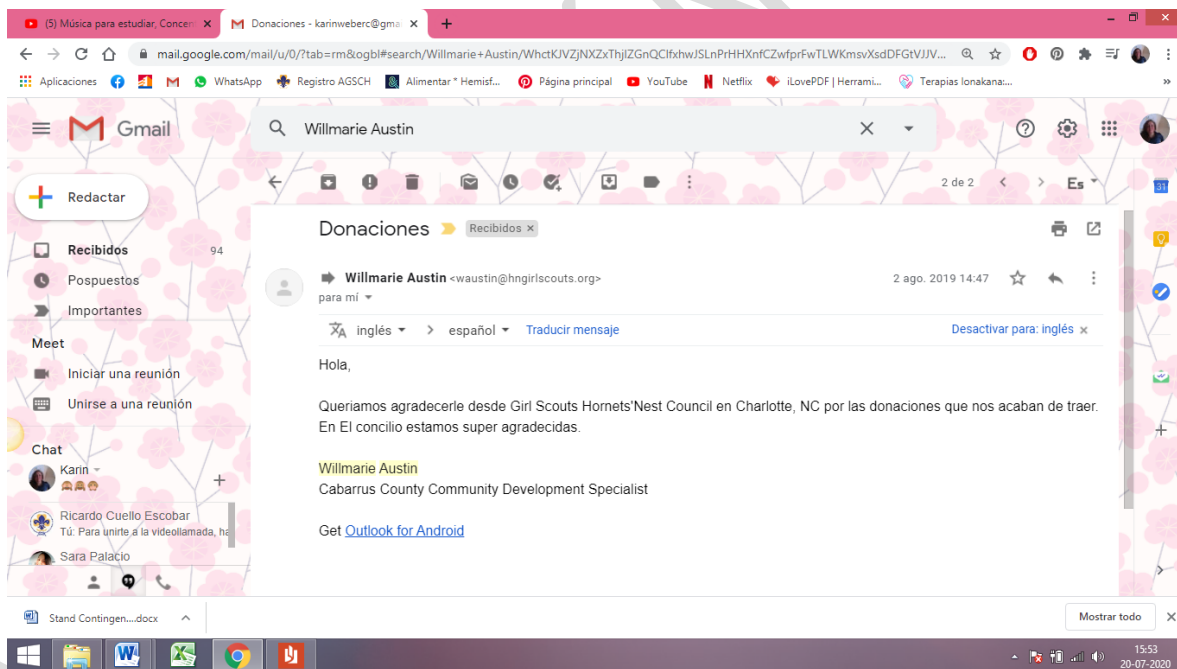 (5) Música para estudiar, Concen
Donaciones - karinweberc@gma
mail.google.com/mail/u/0/?tab=rm&ogbl#search/Willmarie+Austin/
Aplicaciones WhatsApp Registro AGSCH Alimentar * Hemisf... Página principal YouTube Netflix iLovePDF | Herrami... Terapias Ionakana:... »
Gmail Willmarie Austin
Redactar 2 de 2 Es 31
Donaciones Recibidos ×
Recibidos 94
Pospuestos
Importantes
Meet
Iniciar una reunión
Unirse a una reunión
Chat
Karin
Ricardo Cuello Escobar
Tú: Para unirte a la videollamada, ha
Sara Palacio
Willmarie Austin <waustin@hngirlscouts.org> 2 ago. 2019 14:47
para mí
inglés > español Traducir mensaje Desactivar para: inglés ×
Hola,
Queriamos agradecerle desde Girl Scouts Hornets'Nest Council en Charlotte, NC por las donaciones que nos acaban de traer.
En El concilio estamos super agradecidas.
Willmarie Austin
Cabarrus County Community Development Specialist
Get Outlook for Android
Stand Contingen....docx Mostrar todo
15:53
20-07-2020